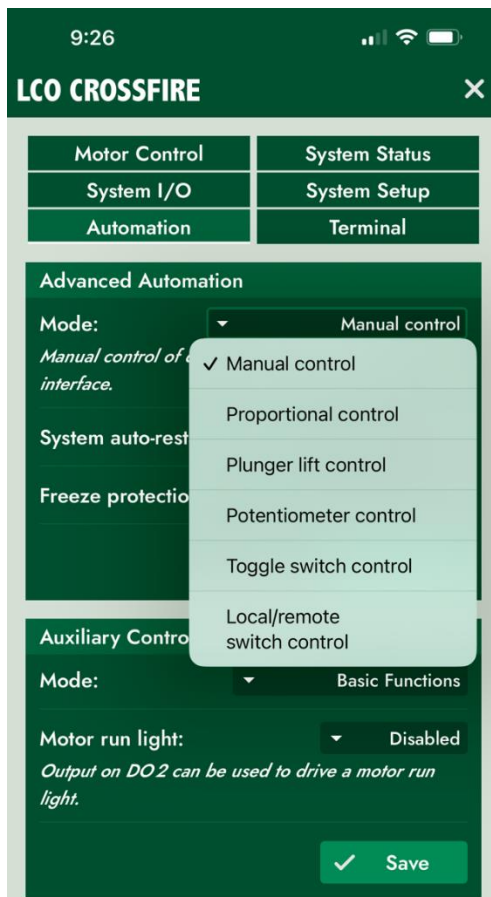 9:26
LCO CROSSFIRE
Motor Control
System Status
System I/O
System Setup
Automation
Terminal
Advanced Automation
Mode:
Manual control
Manual control of
interface.
✓ Manual control
Proportional control
Plunger lift control
Potentiometer control
Toggle switch control
Local/remote
switch control
System auto-rest
Freeze protectio
Auxiliary Contro
Mode:
Basic Functions
Motor run light:
Disabled
Output on DO2 can be used to drive a motor run
light.
Save